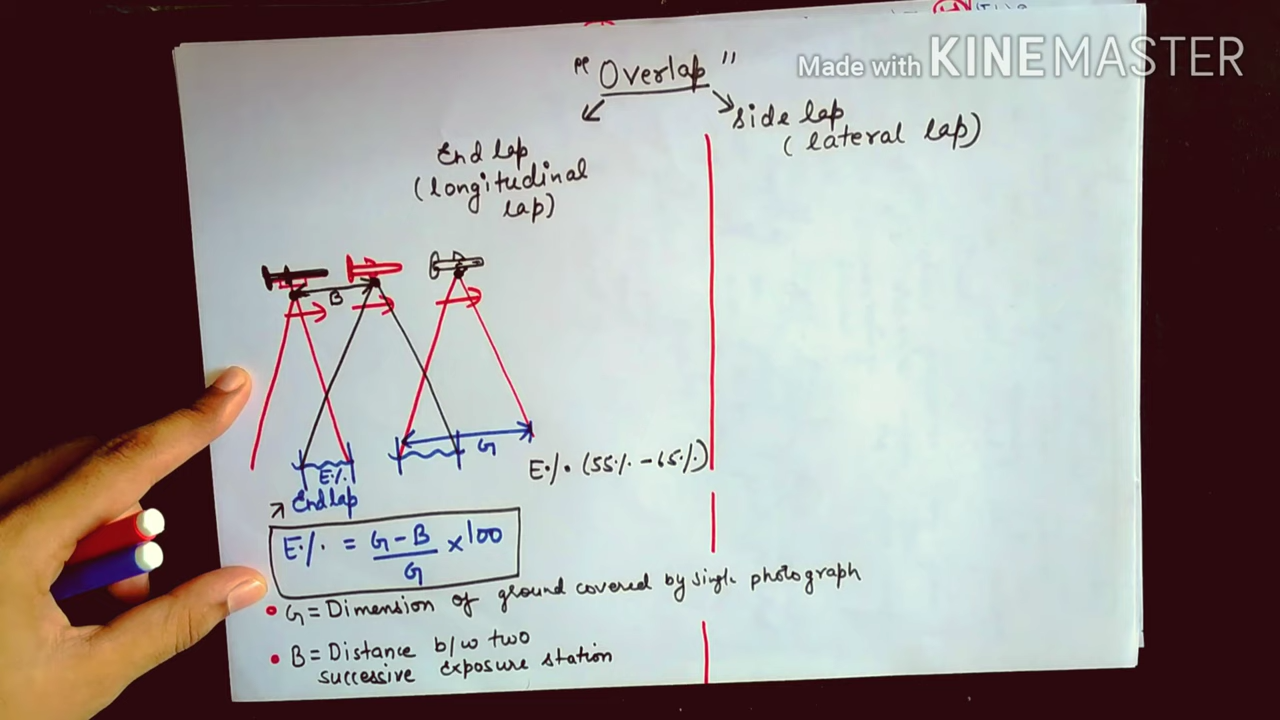 Made with KINEMASTER
"Overlap"
End lap
(longitudinal
lap)
Side lap
(lateral lap)
B
G
E%
End lap
E% (55% - 65%)
E% = G - B / G × 100
G = Dimension of ground covered by single photograph
B = Distance b/w two
successive exposure station